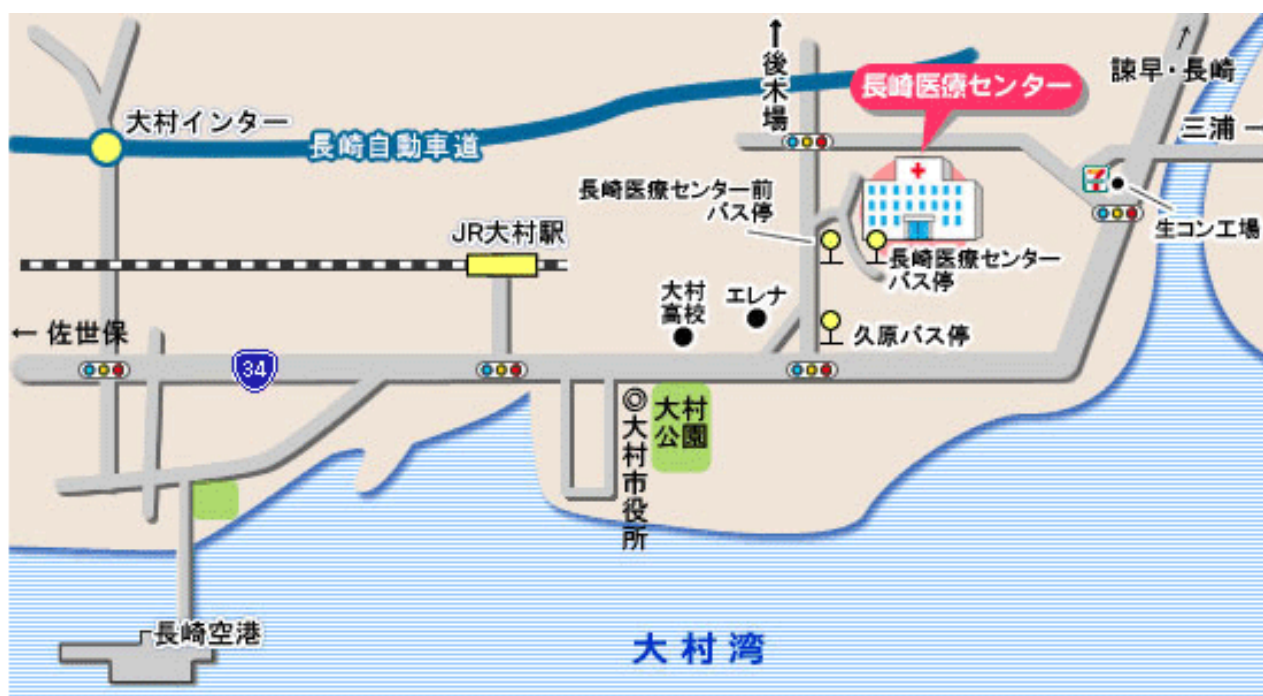 ↑後木場
諫早・長崎
長崎医療センター
大村インター
三浦
長崎自動車道
長崎医療センター前
バス停
生コン工場
JR大村駅
長崎医療センター
バス停
大村
高校
エレナ
← 佐世保
久原バス停
34
◎大村市役所
大村
公園
長崎空港
大村湾